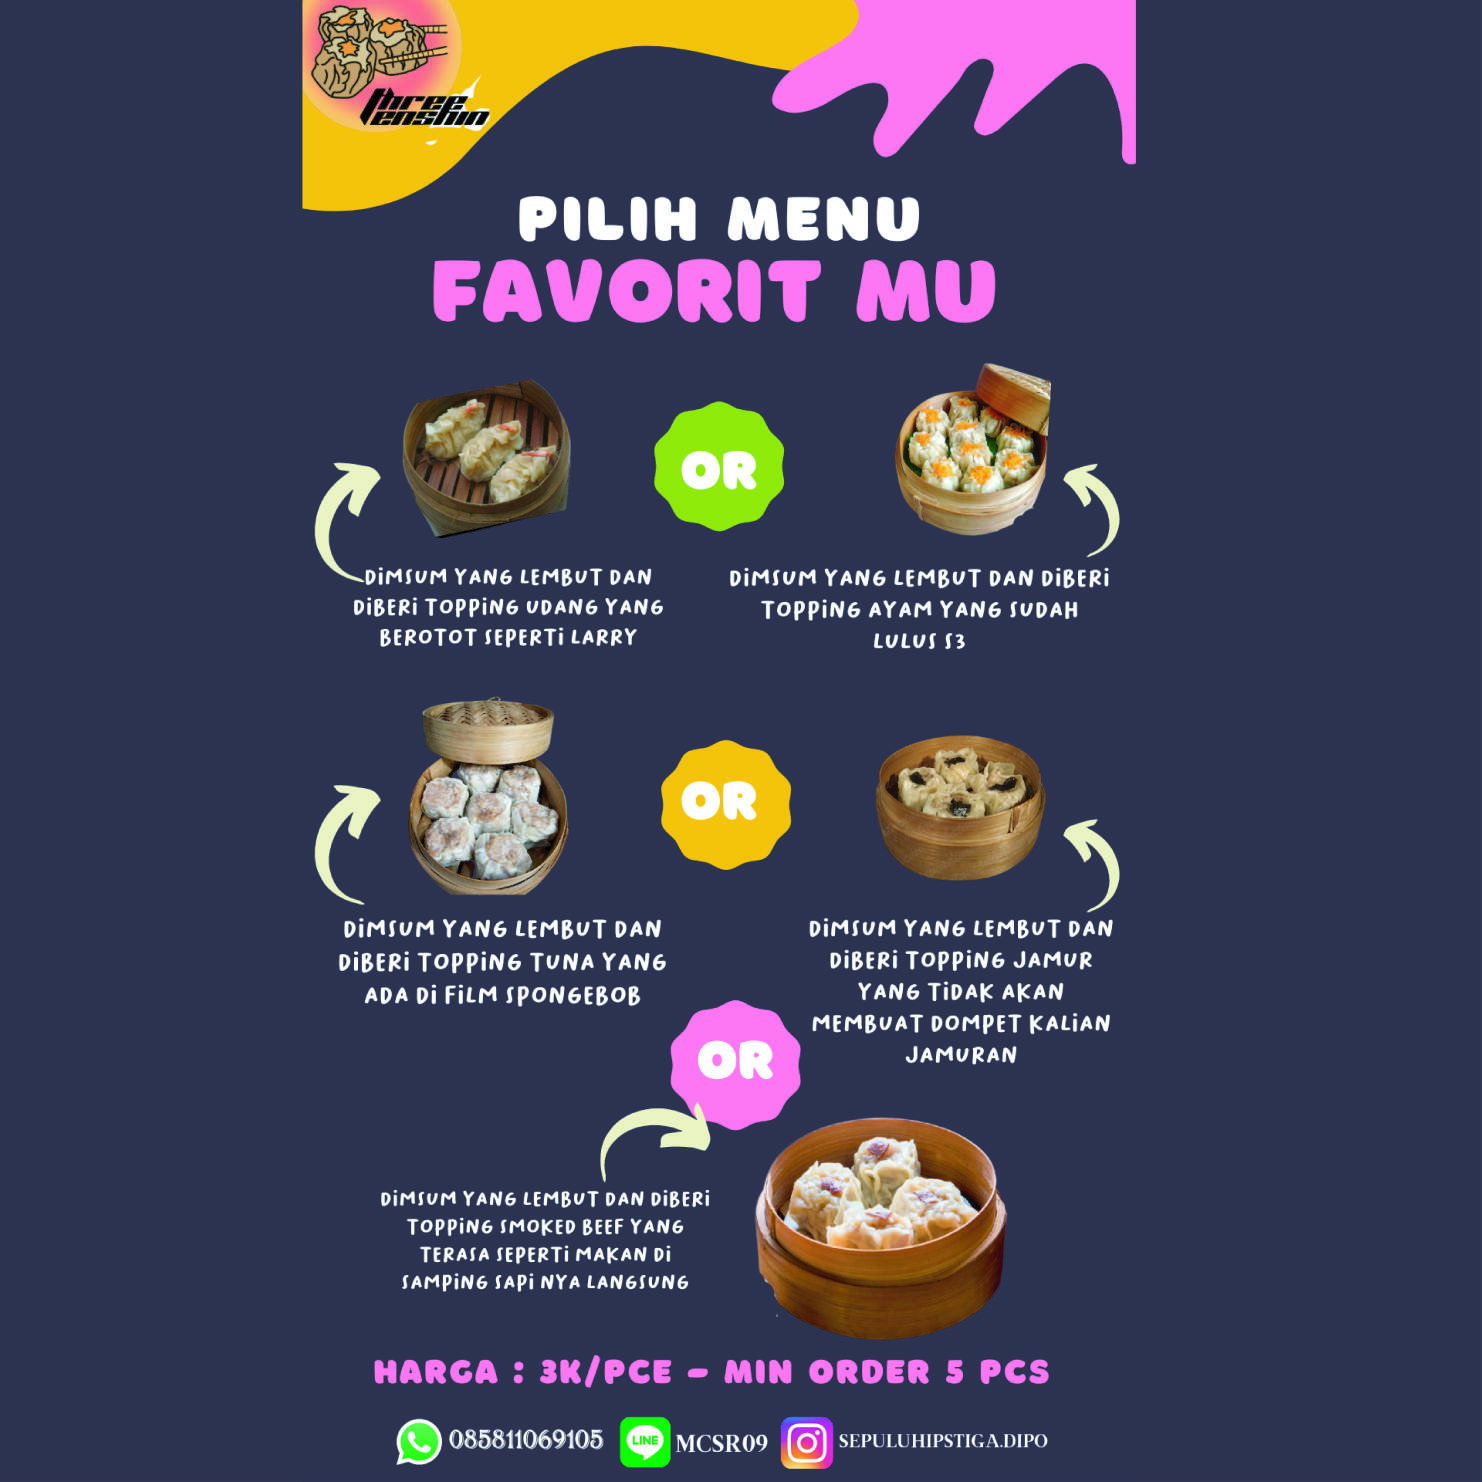 three
tenshin
PILIH MENU
FAVORIT MU
OR
DiMSUM YANG LEMBUT DAN
DiBERi TOPPiNG UDANG YANG
BEROTOT SEPERTi LARRY
DiMSUM YANG LEMBUT DAN DiBERi
TOPPiNG AYAM YANG SUDAH
LULUS S3
OR
DiMSUM YANG LEMBUT DAN
DiBERi TOPPiNG TUNA YANG
ADA Di FiLM SPONGEBOB
DiMSUM YANG LEMBUT DAN
DiBERi TOPPiNG JAMUR
YANG TiDAK AKAN
MEMBUAT DOMPET KALiAN
JAMURAN
OR
DiMSUM YANG LEMBUT DAN DiBERi
TOPPiNG SMOKED BEEF YANG
TERASA SEPERTi MAKAN Di
SAMPiNG SAPi NYA LANGSUNG
HARGA : 3K/PCE - MIN ORDER 5 PCS
085811069105
LINE
MCSR09
SEPULUHIPSTIGA.DIPO